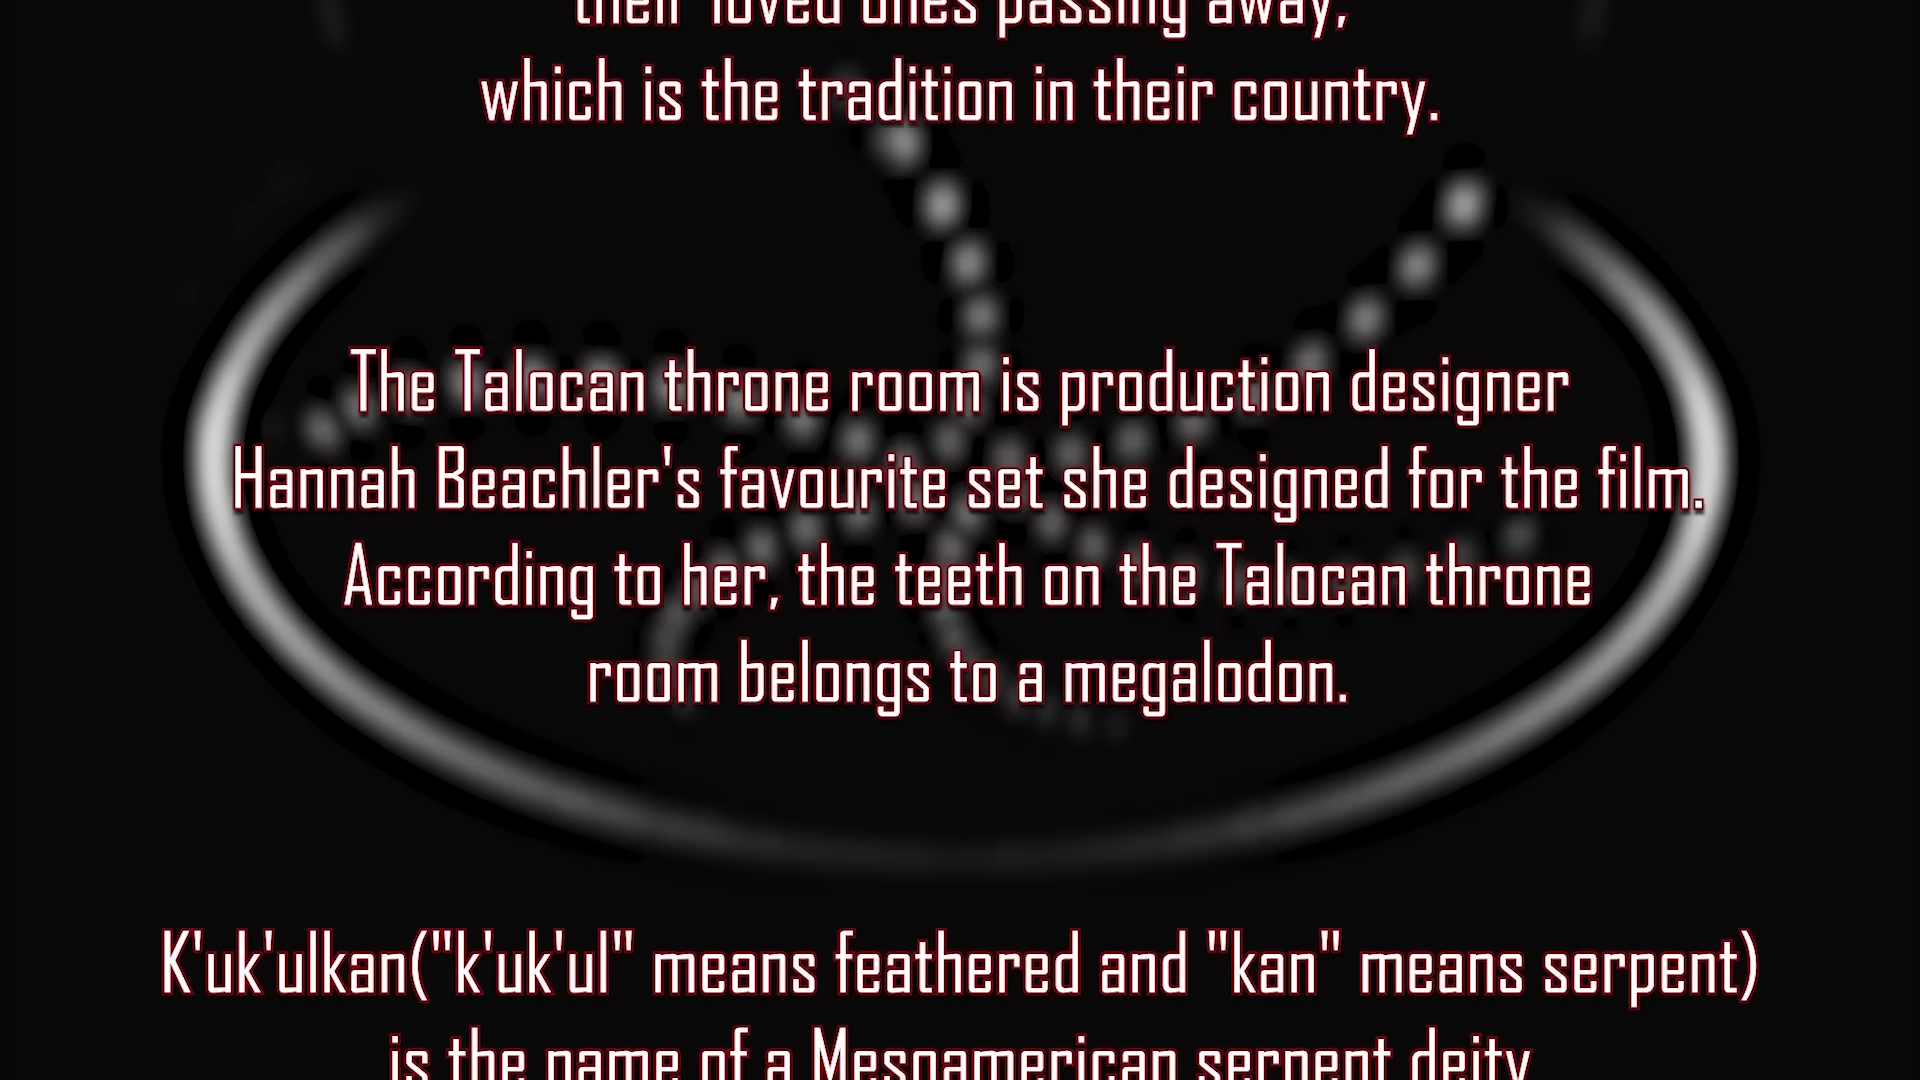 their loved ones passing away,
which is the tradition in their country.
The Talocan throne room is production designer
Hannah Beachler's favourite set she designed for the film.
According to her, the teeth on the Talocan throne
room belongs to a megalodon.
K'uk'ulkan("k'uk'ul" means feathered and "kan" means serpent)
is the name of a Mesoamerican serpent deity